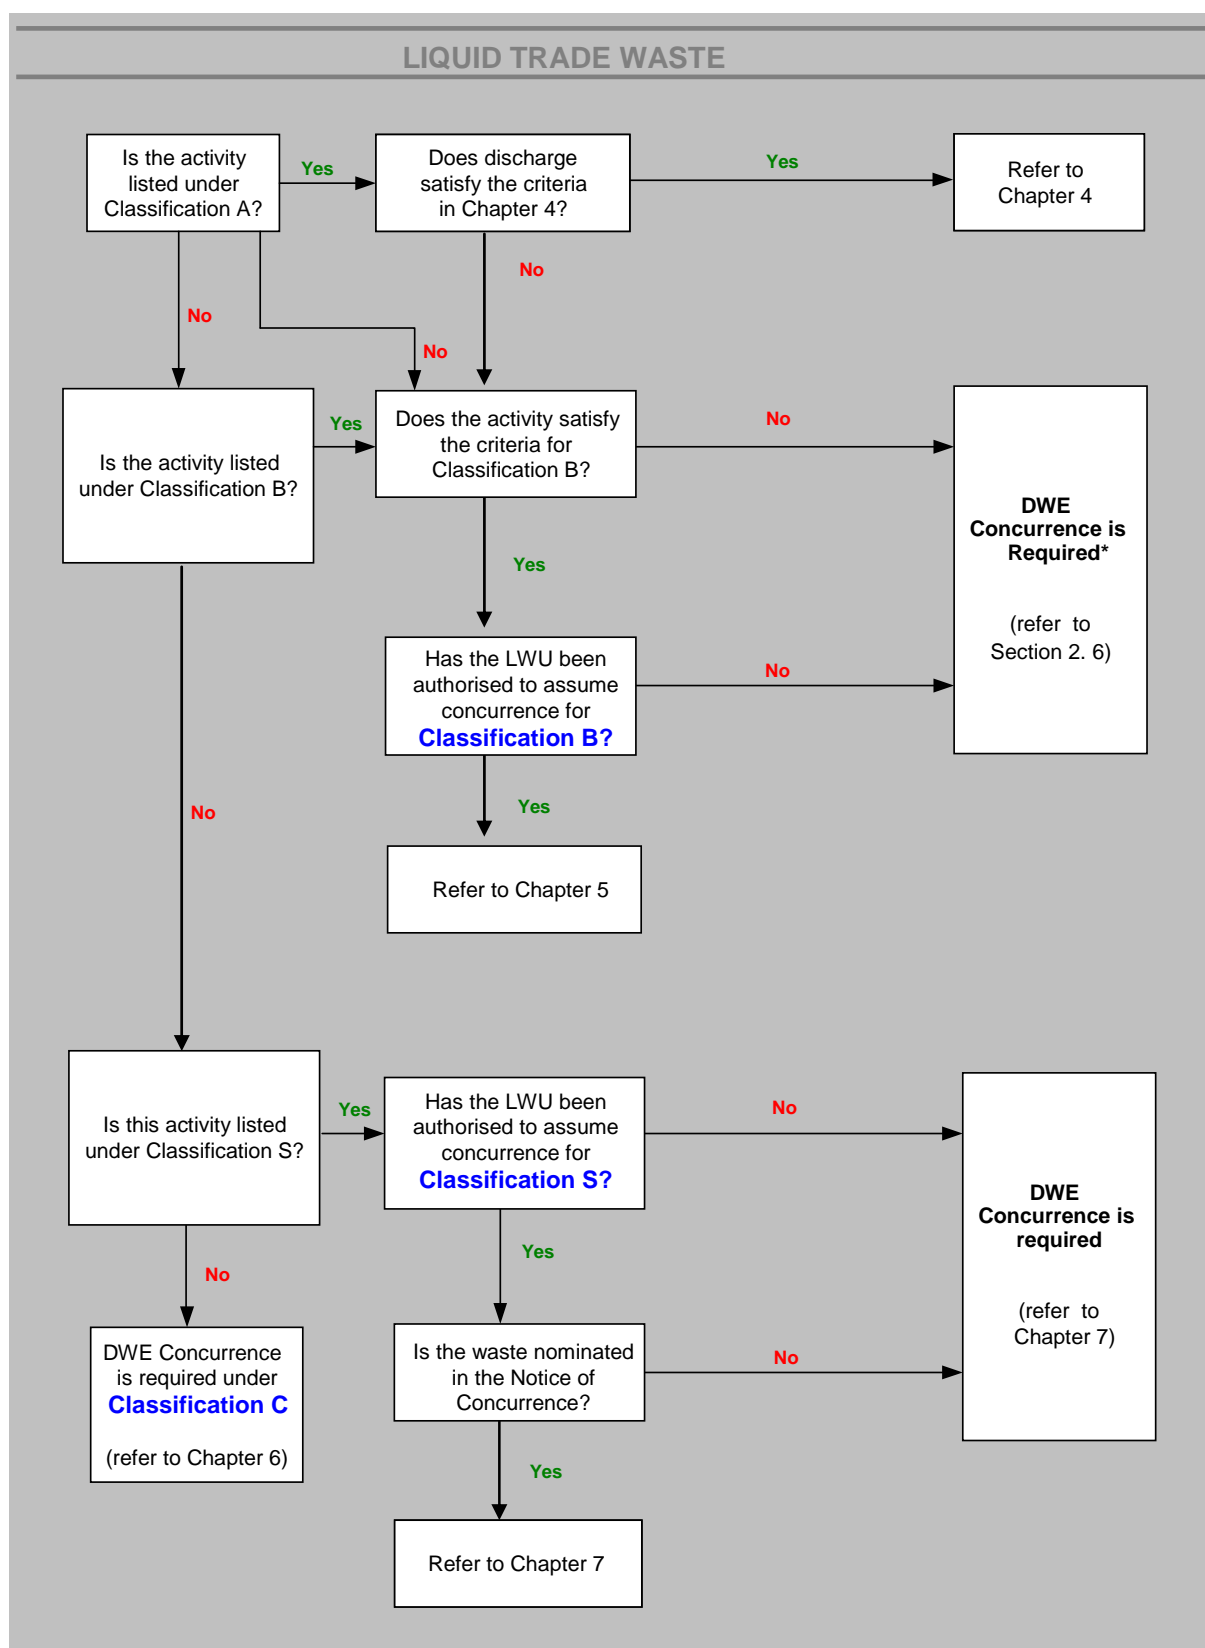 LIQUID TRADE WASTE
Is the activity
listed under
Classification A?
Yes
Does discharge
satisfy the criteria
in Chapter 4?
Yes
Refer to
Chapter 4
No
No
No
Is the activity listed
under Classification B?
Yes
Does the activity satisfy
the criteria for
Classification B?
No
DWE
Concurrence is
Required*
(refer to
Section 2. 6)
Yes
Has the LWU been
authorised to assume
concurrence for
Classification B?
No
Yes
No
Refer to Chapter 5
Is this activity listed
under Classification S?
Yes
Has the LWU been
authorised to assume
concurrence for
Classification S?
No
DWE
Concurrence is
required
(refer to
Chapter 7)
Yes
No
DWE Concurrence
is required under
Classification C
(refer to Chapter 6)
Is the waste nominated
in the Notice of
Concurrence?
No
Yes
Refer to Chapter 7